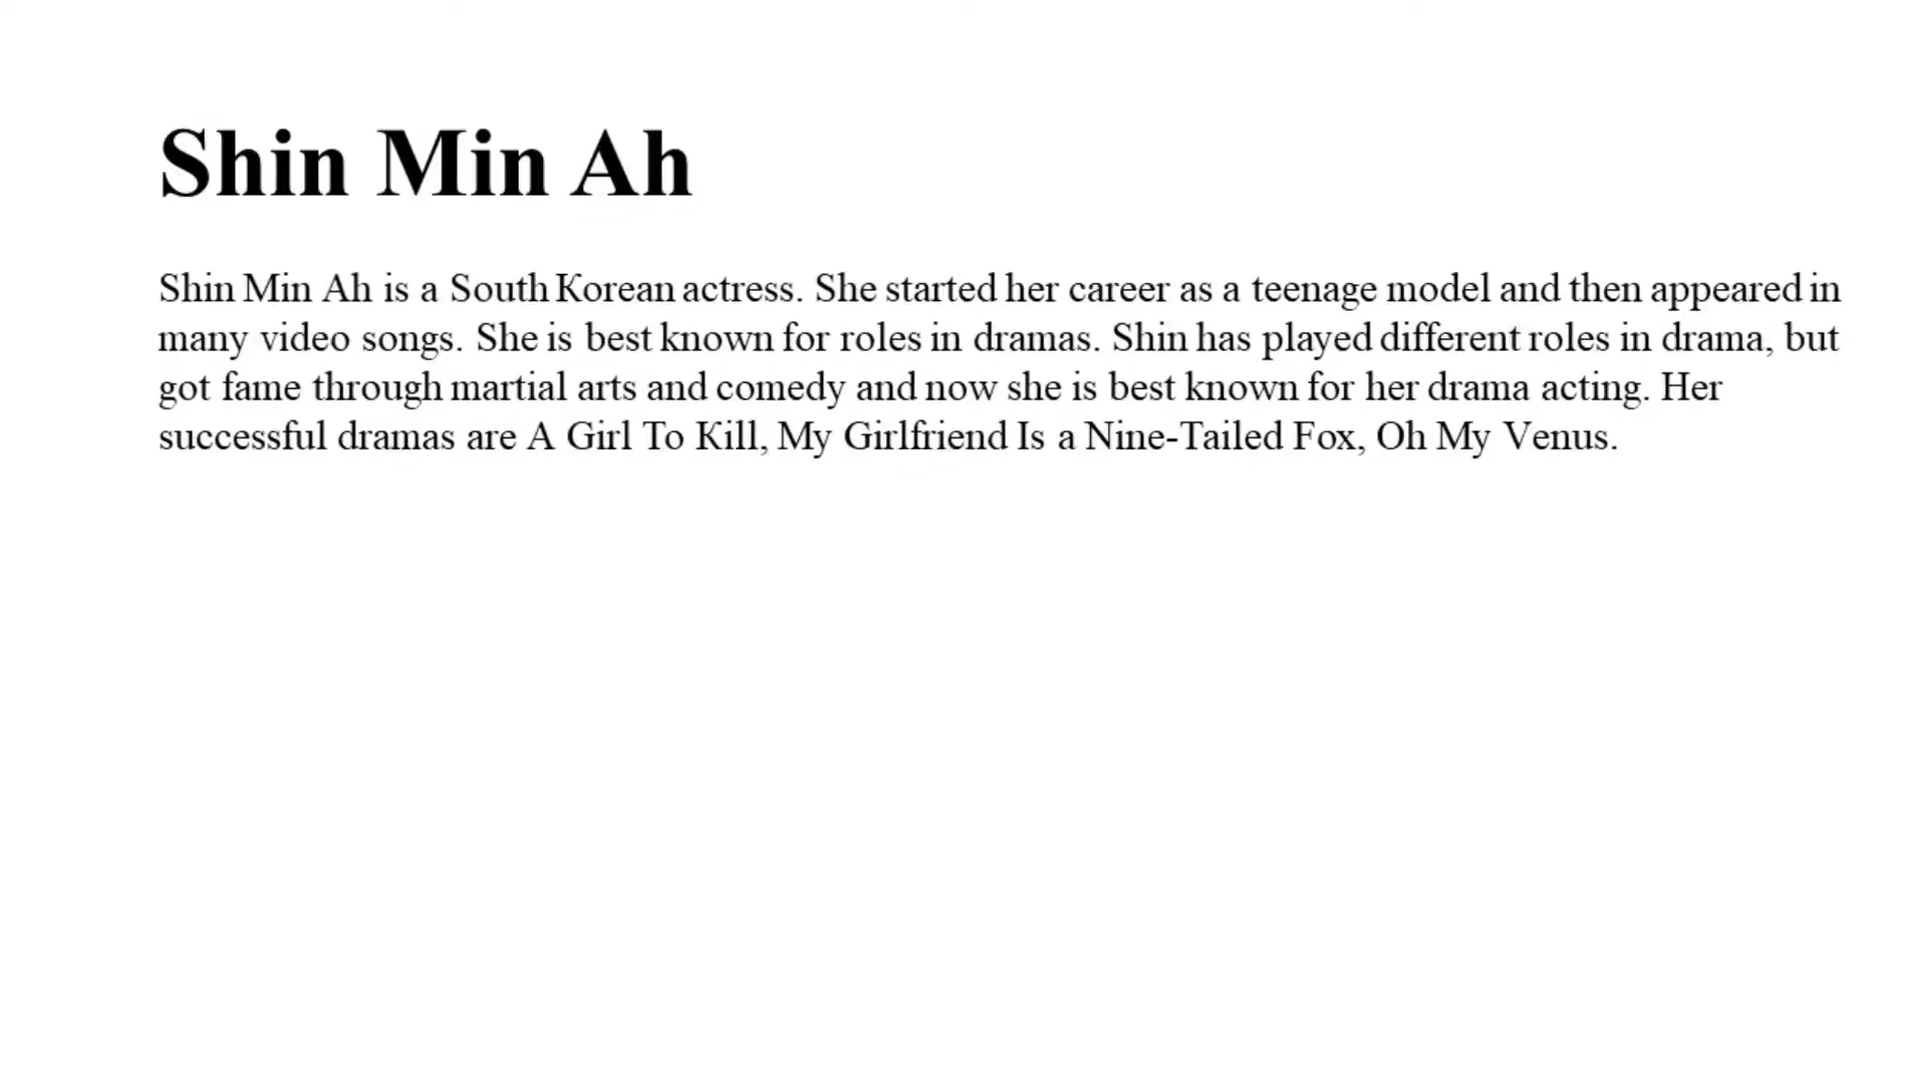 Shin Min Ah
Shin Min Ah is a South Korean actress. She started her career as a teenage model and then appeared in
many video songs. She is best known for roles in dramas. Shin has played different roles in drama, but
got fame through martial arts and comedy and now she is best known for her drama acting. Her
successful dramas are A Girl To Kill, My Girlfriend Is a Nine-Tailed Fox, Oh My Venus.